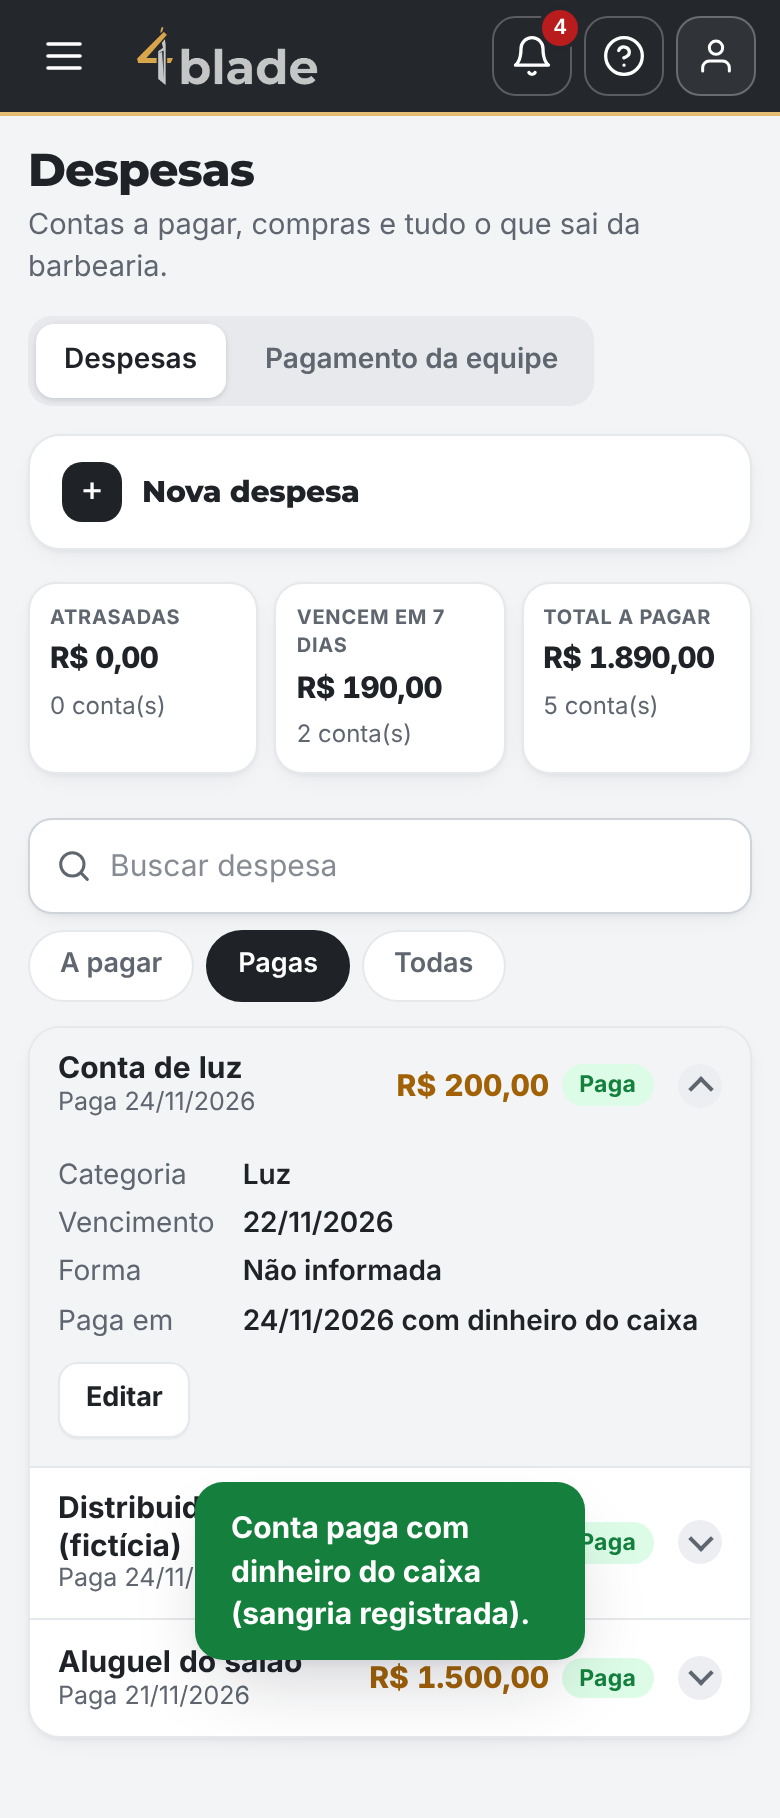 4blade
4
Despesas
Contas a pagar, compras e tudo o que sai da
barbearia.
Despesas
Pagamento da equipe
+ Nova despesa
ATRASADAS
R$ 0,00
0 conta(s)
VENCEM EM 7
DIAS
R$ 190,00
2 conta(s)
TOTAL A PAGAR
R$ 1.890,00
5 conta(s)
Buscar despesa
A pagar
Pagas
Todas
Conta de luz
Paga 24/11/2026
R$ 200,00
Paga
Categoria Luz
Vencimento 22/11/2026
Forma Não informada
Paga em 24/11/2026 com dinheiro do caixa
Editar
(fictícia)
Paga 24/11/
Paga
Conta paga com
dinheiro do caixa
(sangria registrada).
Aluguel do salão
Paga 21/11/2026
R$ 1.500,00
Paga